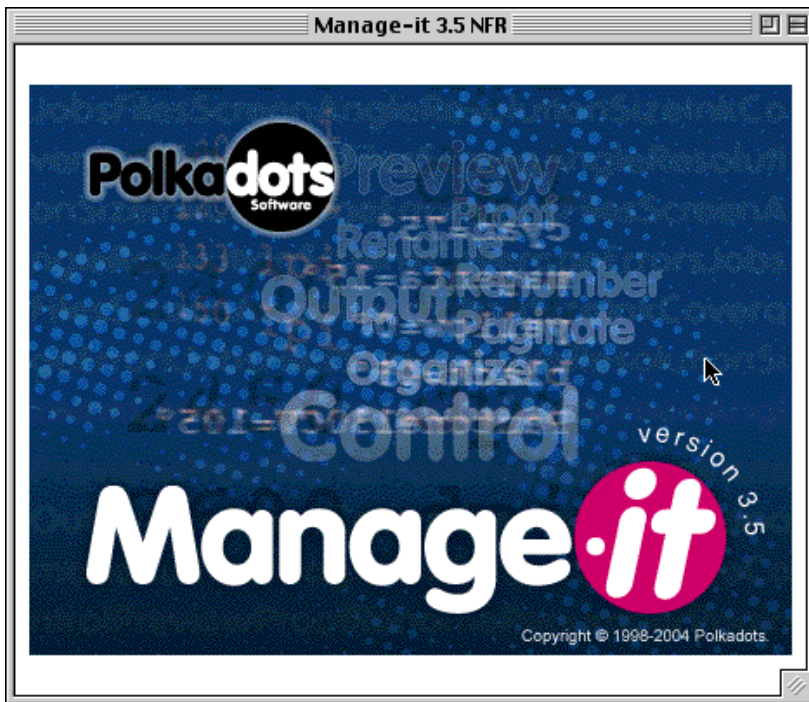 Manage-it 3.5 NFR
Polkadots
Software
Preview
Proof
Rename
Renumber
Output
Paginate
Organizer
Control
version 3.5
Manage·it
Copyright © 1998-2004 Polkadots.